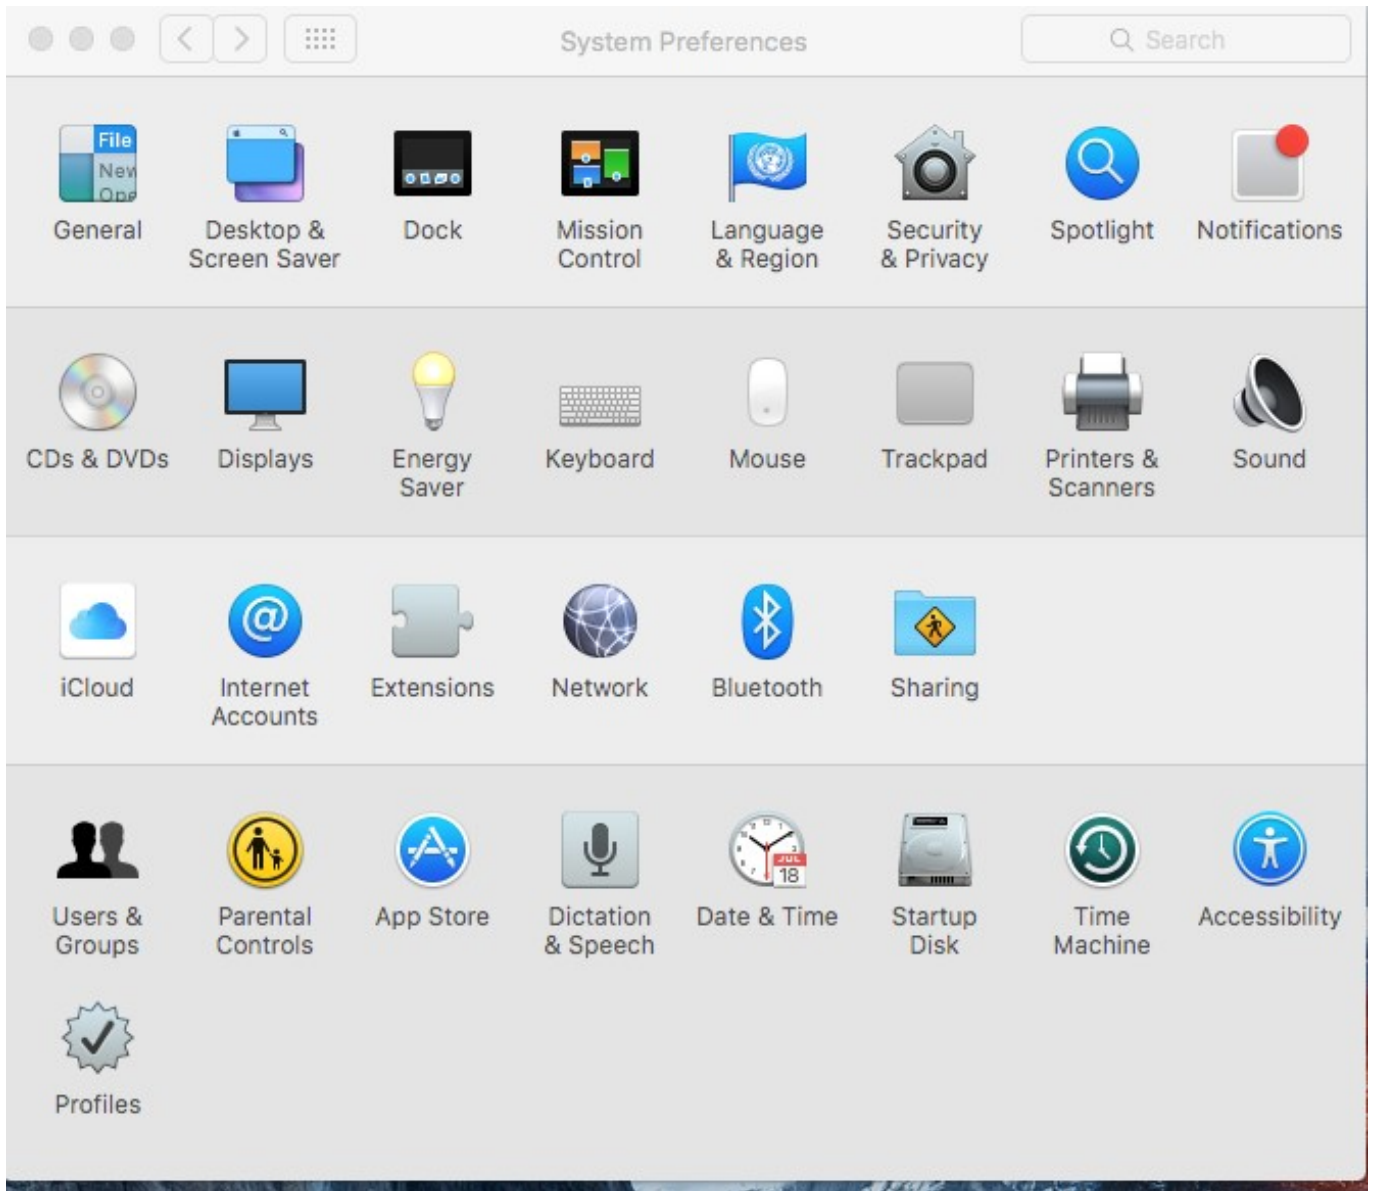 System Preferences
Search
File
New
Ope
General
Desktop &
Screen Saver
Dock
Mission
Control
Language
& Region
Security
& Privacy
Spotlight
Notifications
CDs & DVDs
Displays
Energy
Saver
Keyboard
Mouse
Trackpad
Printers &
Scanners
Sound
iCloud
@
Internet
Accounts
Extensions
Network
Bluetooth
Sharing
Users &
Groups
Parental
Controls
App Store
Dictation
& Speech
JUL
18
Date & Time
Startup
Disk
Time
Machine
Accessibility
Profiles